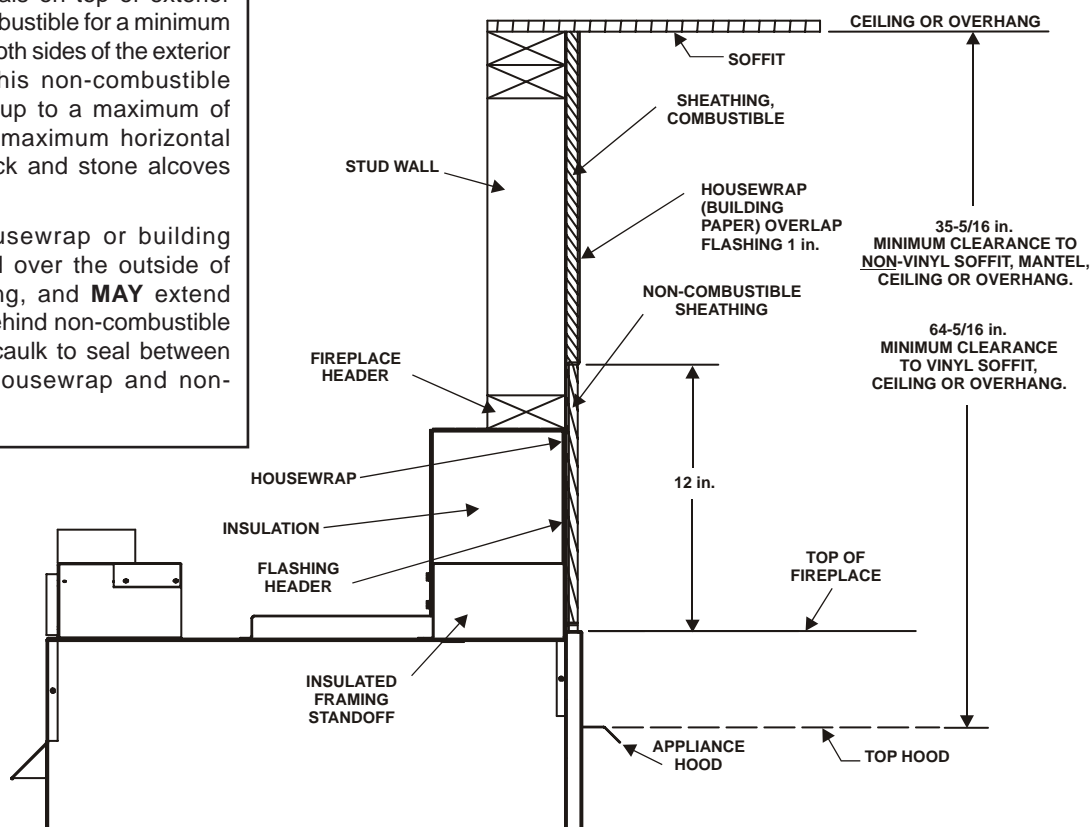 bustible for a minimum
oth sides of the exterior
his non-combustible
up to a maximum of
maximum horizontal
ck and stone alcoves
usewrap or building
over the outside of
ng, and MAY extend
ehind non-combustible
caulk to seal between
ousewrap and non-
CEILING OR OVERHANG
SOFFIT
SHEATHING,
COMBUSTIBLE
STUD WALL
HOUSEWRAP
(BUILDING
PAPER) OVERLAP
FLASHING 1 in.
35-5/16 in.
MINIMUM CLEARANCE TO
NON-VINYL SOFFIT, MANTEL,
CEILING OR OVERHANG.
NON-COMBUSTIBLE
SHEATHING
64-5/16 in.
MINIMUM CLEARANCE
TO VINYL SOFFIT,
CEILING OR OVERHANG.
FIREPLACE
HEADER
HOUSEWRAP
12 in.
INSULATION
FLASHING
HEADER
TOP OF
FIREPLACE
INSULATED
FRAMING
STANDOFF
APPLIANCE
HOOD
TOP HOOD